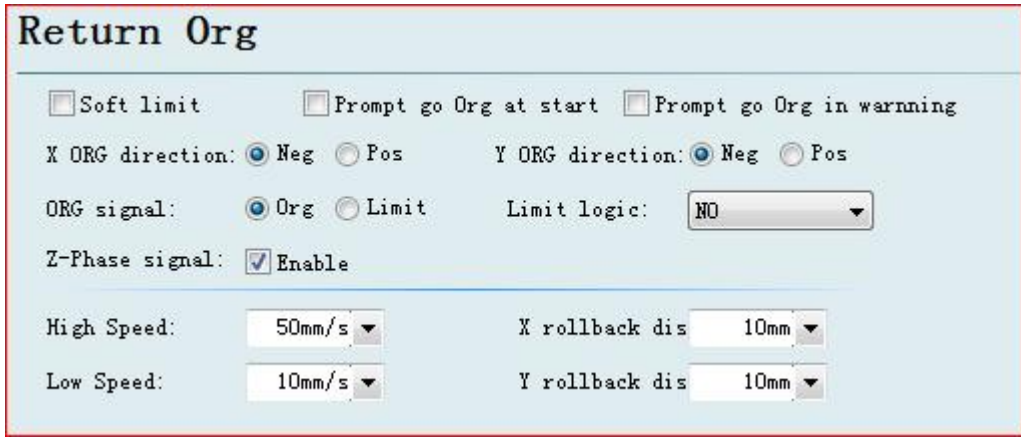 Return Org
Soft limit Prompt go Org at start Prompt go Org in warnning
X ORG direction: Neg Pos Y ORG direction: Neg Pos
ORG signal: Org Limit Limit logic: NO
Z-Phase signal: Enable
High Speed: 50mm/s X rollback dis 10mm
Low Speed: 10mm/s Y rollback dis 10mm